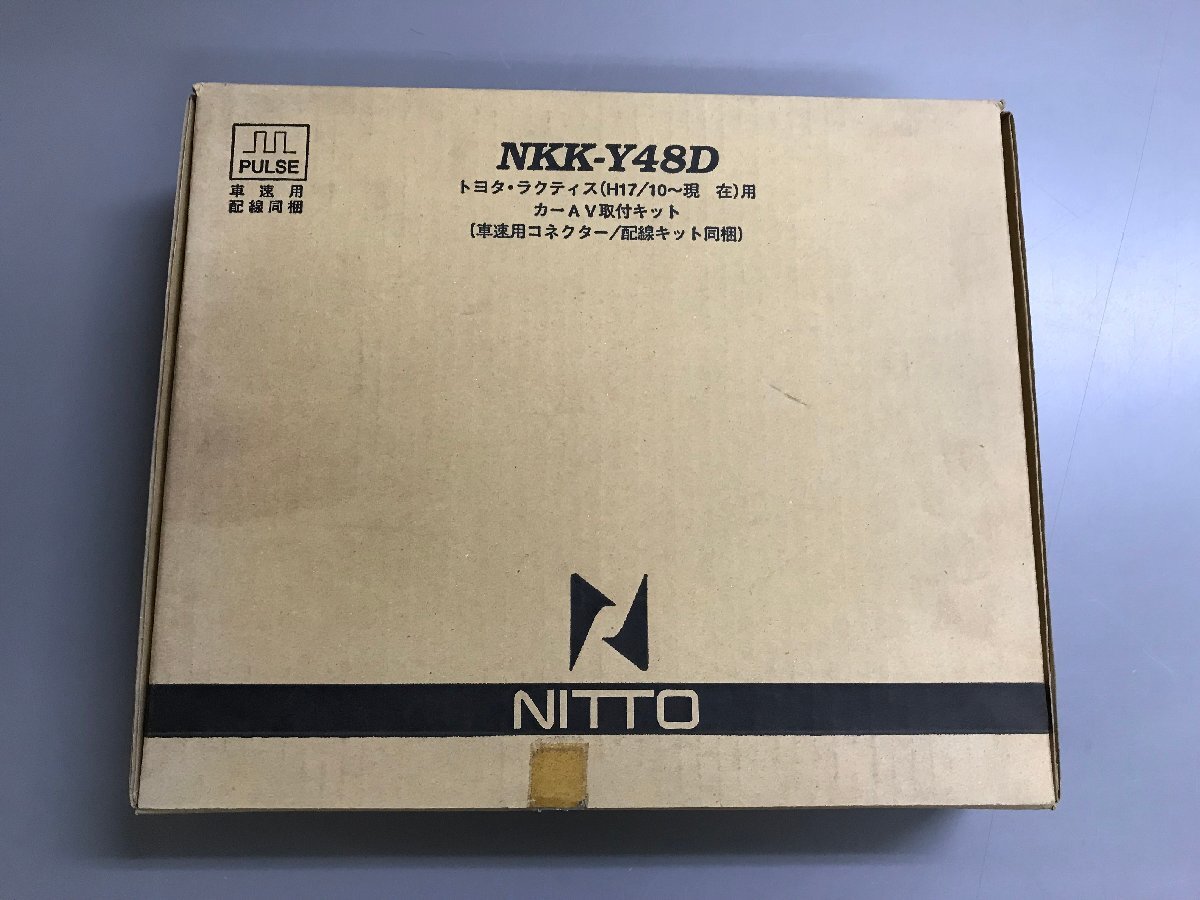 PULSE
車速用
配線同梱
NKK-Y48D
トヨタ・ラクティス(H17/10〜現　在)用
カーAV取付キット
(車速用コネクター/配線キット同梱)
NITTO